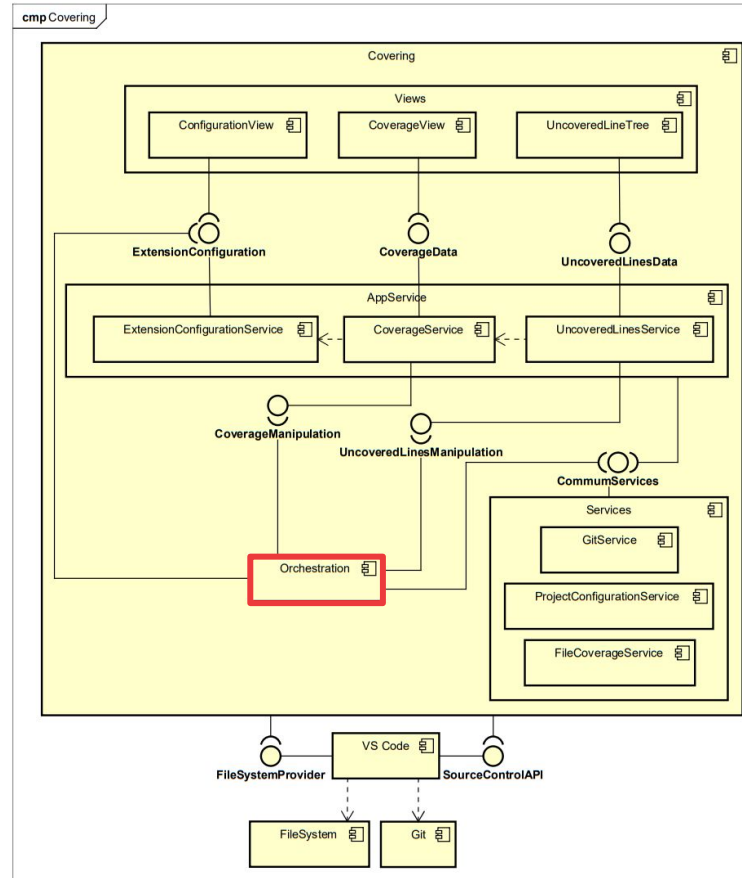 cmp Covering
Covering
Views
ConfigurationView
CoverageView
UncoveredLineTree
ExtensionConfiguration
CoverageData
UncoveredLinesData
AppService
ExtensionConfigurationService
CoverageService
UncoveredLinesService
CoverageManipulation
UncoveredLinesManipulation
CommumServices
Services
GitService
Orchestration
ProjectConfigurationService
FileCoverageService
VS Code
FileSystemProvider
SourceControlAPI
FileSystem
Git